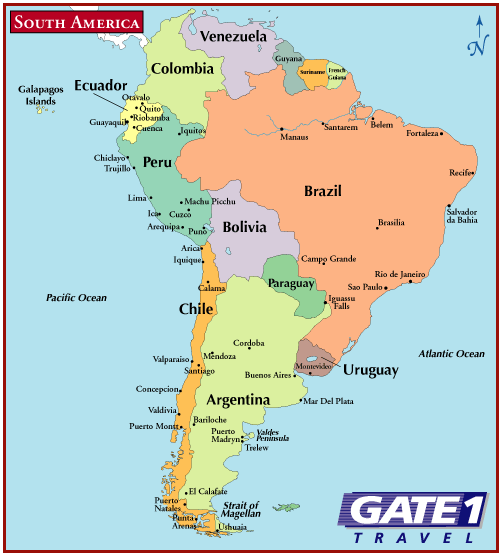 SOUTH AMERICA
N
Venezuela
Guyana
Suriname
French
Guiana
Colombia
Ecuador
Galapagos
Islands
Otavalo
Quito
Riobamba
Guayaquil
Cuenca
Iquitos
Manaus
Santarem
Belem
Fortaleza
Chiclayo
Trujillo
Peru
Recife
Brazil
Lima
Machu Picchu
Ica
Cuzco
Salvador
da Bahia
Arequipa
Puno
Bolivia
Brasilia
Arica
Iquique
Campo Grande
Calama
Paraguay
Rio de Janeiro
Sao Paulo
Pacific Ocean
Iguassu
Falls
Chile
Cordoba
Valparaiso
Mendoza
Santiago
Atlantic Ocean
Montevideo
Uruguay
Buenos Aires
Concepcion
Argentina
Mar Del Plata
Valdivia
Bariloche
Puerto Montt
Puerto
Madryn
Valdes
Peninsula
Trelew
El Calafate
Puerto
Natales
Strait of
Magellan
Punta
Arenas
Ushuaia
GATE 1
TRAVEL